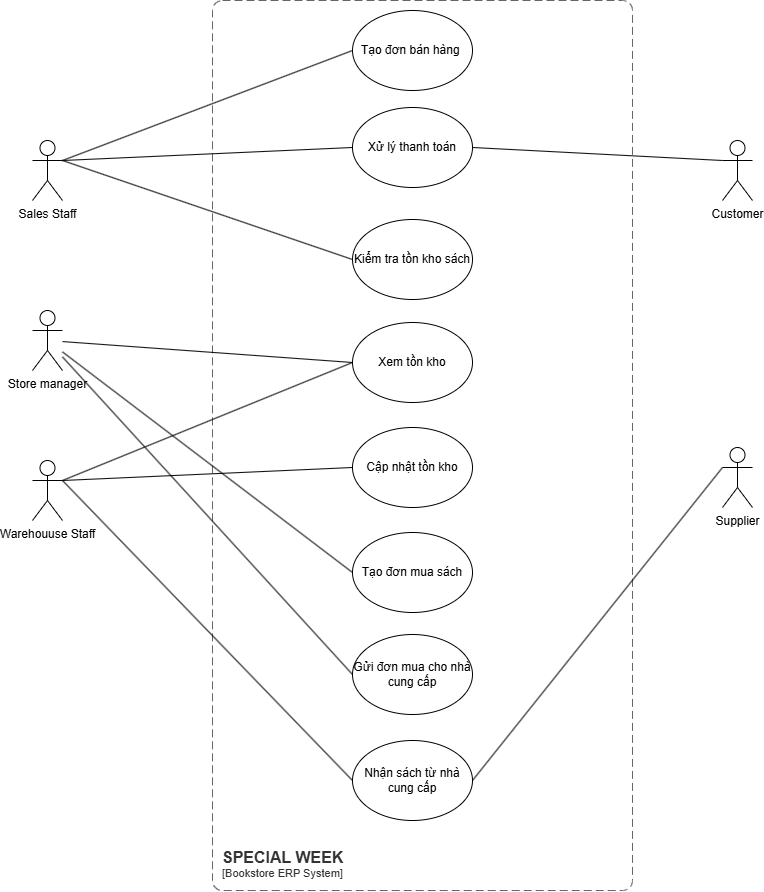 Tạo đơn bán hàng
Xử lý thanh toán
Sales Staff
Customer
Kiểm tra tồn kho sách
Xem tồn kho
Store manager
Cập nhật tồn kho
Supplier
Warehouuse Staff
Tạo đơn mua sách
Gửi đơn mua cho nhà
cung cấp
Nhận sách từ nhà
cung cấp
SPECIAL WEEK
[Bookstore ERP System]